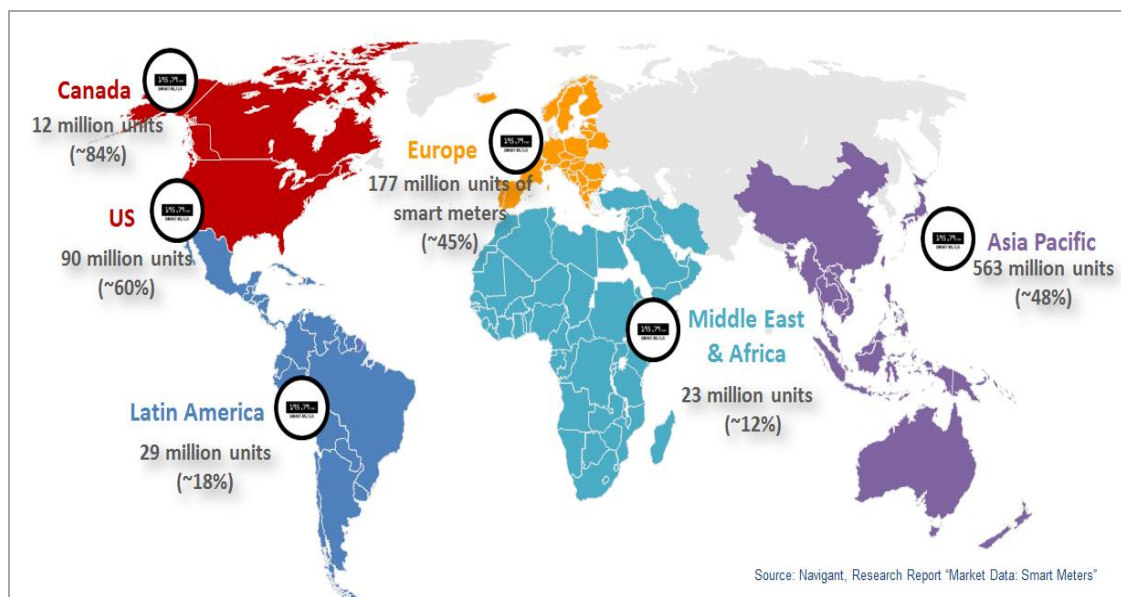 Canada
12 million units
(~84%)
US
90 million units
(~60%)
Latin America
29 million units
(~18%)
Europe
177 million units of
smart meters
(~45%)
Middle East
& Africa
23 million units
(~12%)
Asia Pacific
563 million units
(~48%)
Source: Navigant, Research Report “Market Data: Smart Meters”